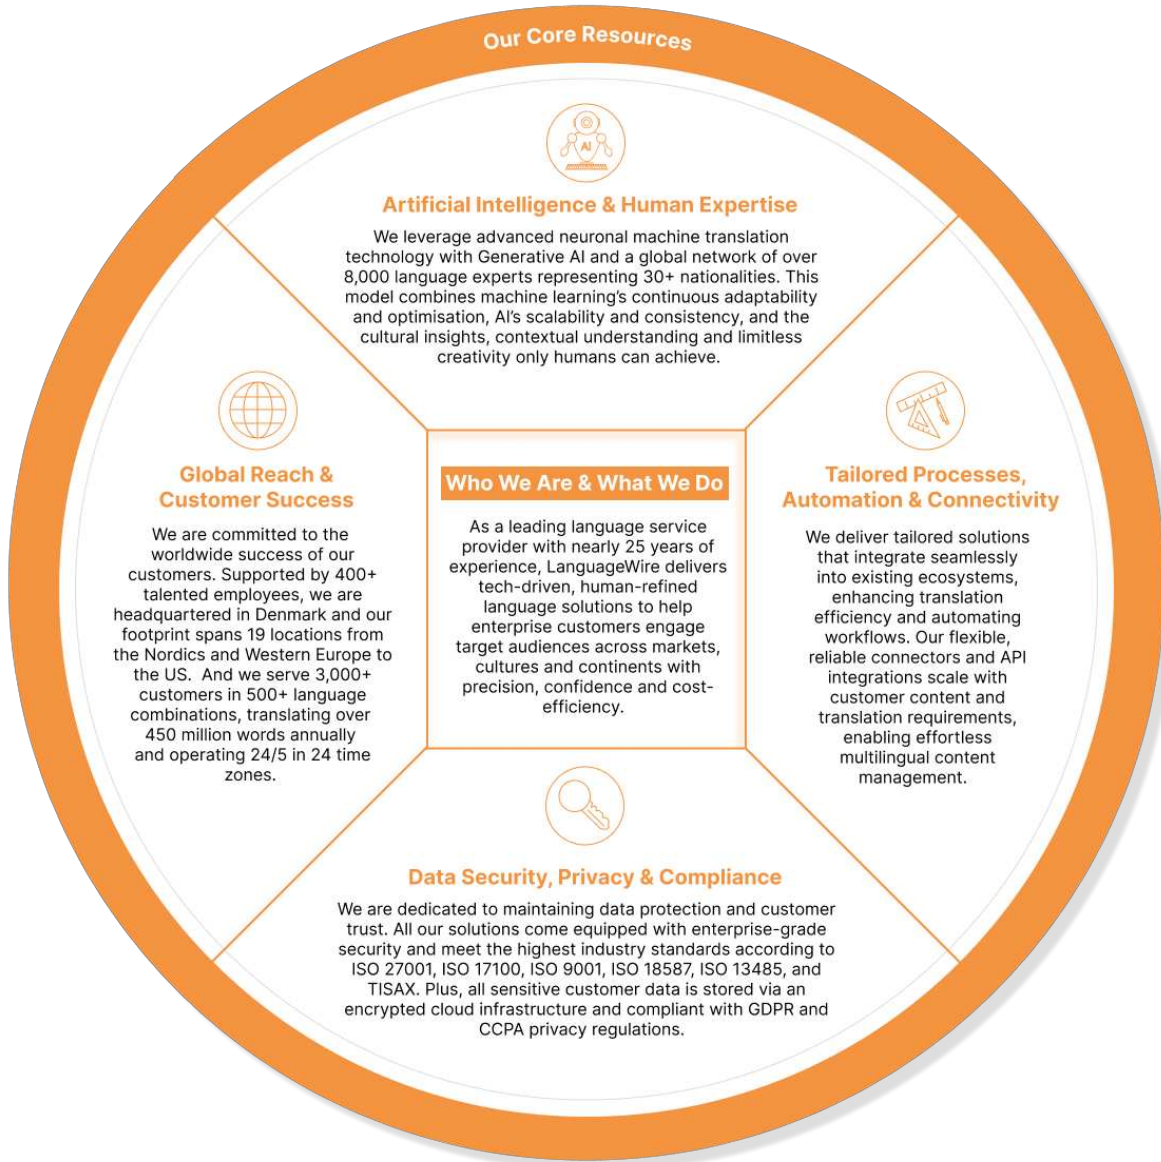 Our Core Resources
AI
Artificial Intelligence & Human Expertise
We leverage advanced neuronal machine translation
technology with Generative AI and a global network of over
8,000 language experts representing 30+ nationalities. This
model combines machine learning’s continuous adaptability
and optimisation, AI’s scalability and consistency, and the
cultural insights, contextual understanding and limitless
creativity only humans can achieve.
Global Reach &
Customer Success
We are committed to the
worldwide success of our
customers. Supported by 400+
talented employees, we are
headquartered in Denmark and our
footprint spans 19 locations from
the Nordics and Western Europe to
the US. And we serve 3,000+
customers in 500+ language
combinations, translating over
450 million words annually
and operating 24/5 in 24 time
zones.
Who We Are & What We Do
As a leading language service
provider with nearly 25 years of
experience, LanguageWire delivers
tech-driven, human-refined
language solutions to help
enterprise customers engage
target audiences across markets,
cultures and continents with
precision, confidence and cost-
efficiency.
Tailored Processes,
Automation & Connectivity
We deliver tailored solutions
that integrate seamlessly
into existing ecosystems,
enhancing translation
efficiency and automating
workflows. Our flexible,
reliable connectors and API
integrations scale with
customer content and
translation requirements,
enabling effortless
multilingual content
management.
Data Security, Privacy & Compliance
We are dedicated to maintaining data protection and customer
trust. All our solutions come equipped with enterprise-grade
security and meet the highest industry standards according to
ISO 27001, ISO 17100, ISO 9001, ISO 18587, ISO 13485, and
TISAX. Plus, all sensitive customer data is stored via an
encrypted cloud infrastructure and compliant with GDPR and
CCPA privacy regulations.